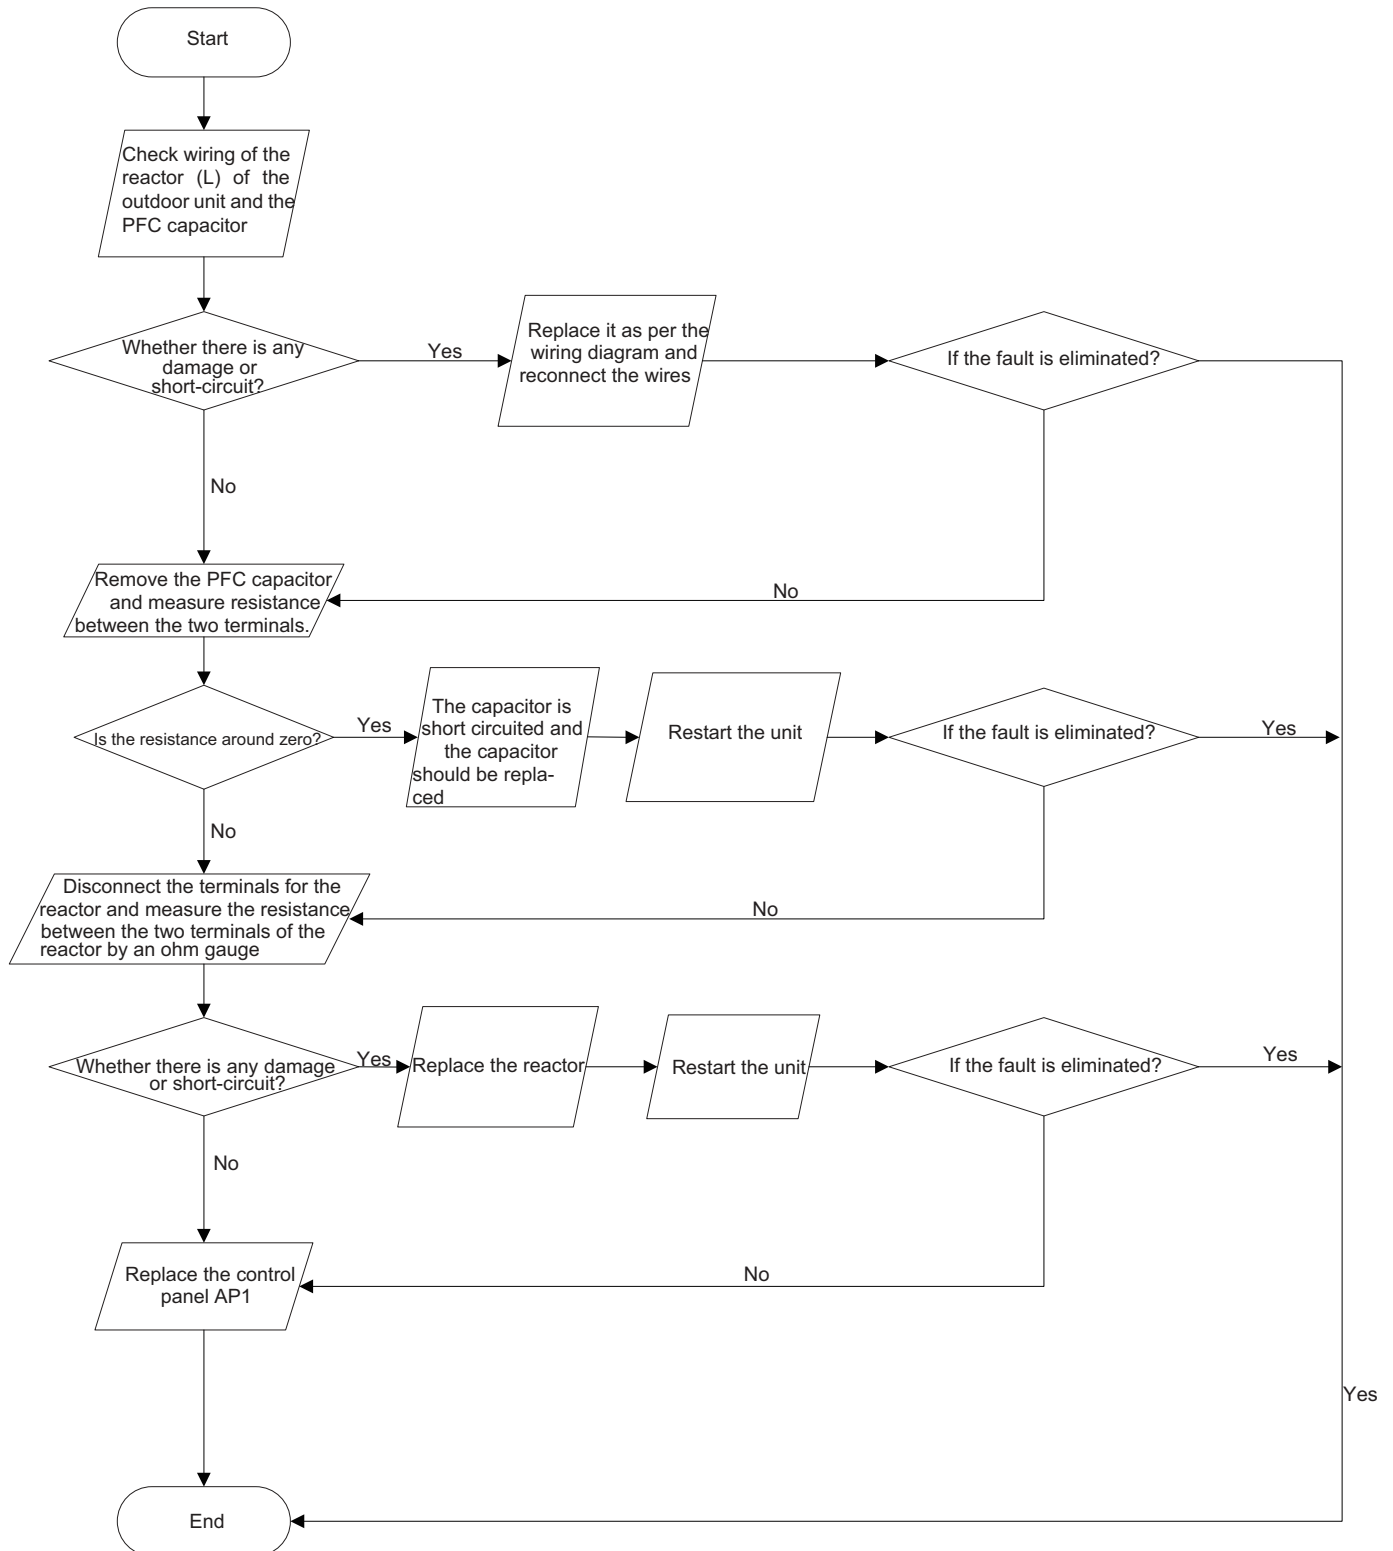 Start
Check wiring of the
reactor (L) of the
outdoor unit and the
PFC capacitor
Whether there is any
damage or
short-circuit?
Yes
Replace it as per the
wiring diagram and
reconnect the wires
If the fault is eliminated?
No
Remove the PFC capacitor
and measure resistance
between the two terminals.
No
Is the resistance around zero?
Yes
The capacitor is
short circuited and
the capacitor
should be repla-
ced
Restart the unit
If the fault is eliminated?
Yes
No
Disconnect the terminals for the
reactor and measure the resistance
between the two terminals of the
reactor by an ohm gauge
No
Whether there is any damage
or short-circuit?
Yes
Replace the reactor
Restart the unit
If the fault is eliminated?
Yes
No
Replace the control
panel AP1
No
Yes
End